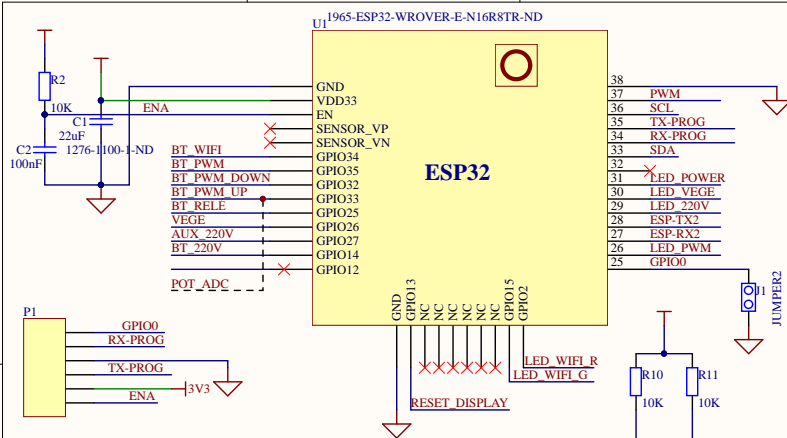 U1
1965-ESP32-WROVER-E-N16R8TR-ND
R2
10K
C1
22uF
1276-1100-1-ND
C2
100nF
ENA
BT_WIFI
BT_PWM
BT_PWM_DOWN
BT_PWM_UP
BT_RELE
VEGE
AUX_220V
BT_220V
POT_ADC
GND
VDD33
EN
SENSOR_VP
SENSOR_VN
GPIO34
GPIO35
GPIO32
GPIO33
GPIO25
GPIO26
GPIO27
GPIO14
GPIO12
ESP32
38
37 PWM
36 SCL
35 TX-PROG
34 RX-PROG
33 SDA
32
31 LED_POWER
30 LED_VEGE
29 LED_220V
28 ESP-TX2
27 ESP-RX2
26 LED_PWM
25 GPIO0
GND
GPIO13
NC
NC
NC
NC
NC
NC
GPIO15
GPIO2
LED_WIFI_R
LED_WIFI_G
RESET_DISPLAY
J1
JUMPER2
P1
GPIO0
RX-PROG
TX-PROG
3V3
ENA
R10
10K
R11
10K